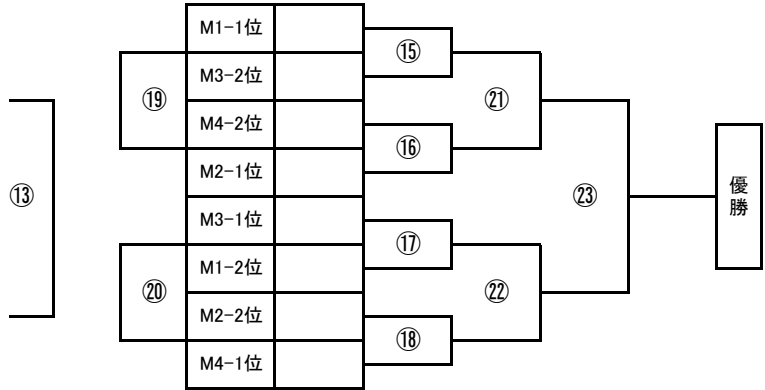 M1-1位
⑮
M3-2位
⑲
㉑
M4-2位
⑯
M2-1位
⑬
㉓
優勝
M3-1位
⑰
M1-2位
⑳
㉒
M2-2位
⑱
M4-1位